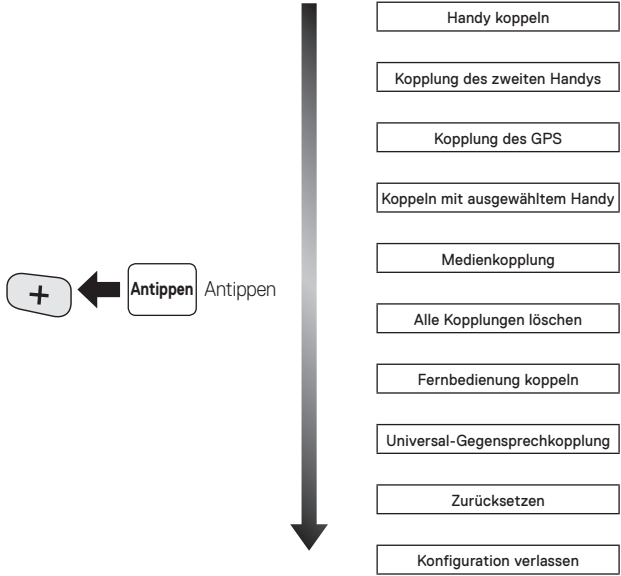 Handy koppeln
Kopplung des zweiten Handys
Kopplung des GPS
Koppeln mit ausgewähltem Handy
Medienkopplung
+ Antippen Antippen
Alle Kopplungen löschen
Fernbedienung koppeln
Universal-Gegensprechkopplung
Zurücksetzen
Konfiguration verlassen